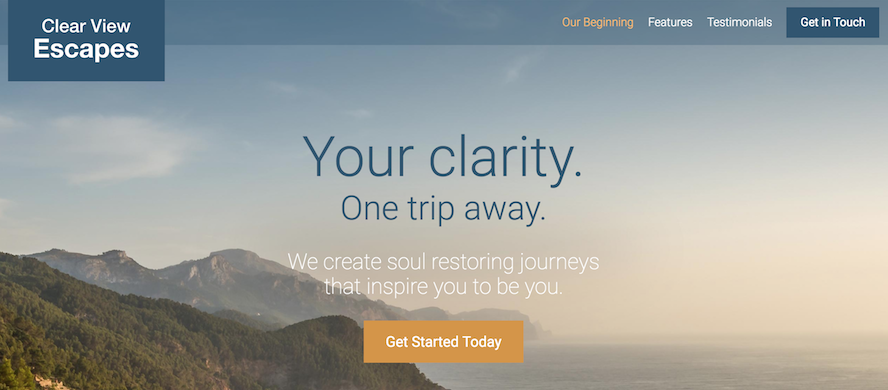 Clear View
Escapes
Our Beginning
Features
Testimonials
Get in Touch
Your clarity.
One trip away.
We create soul restoring journeys
that inspire you to be you.
Get Started Today